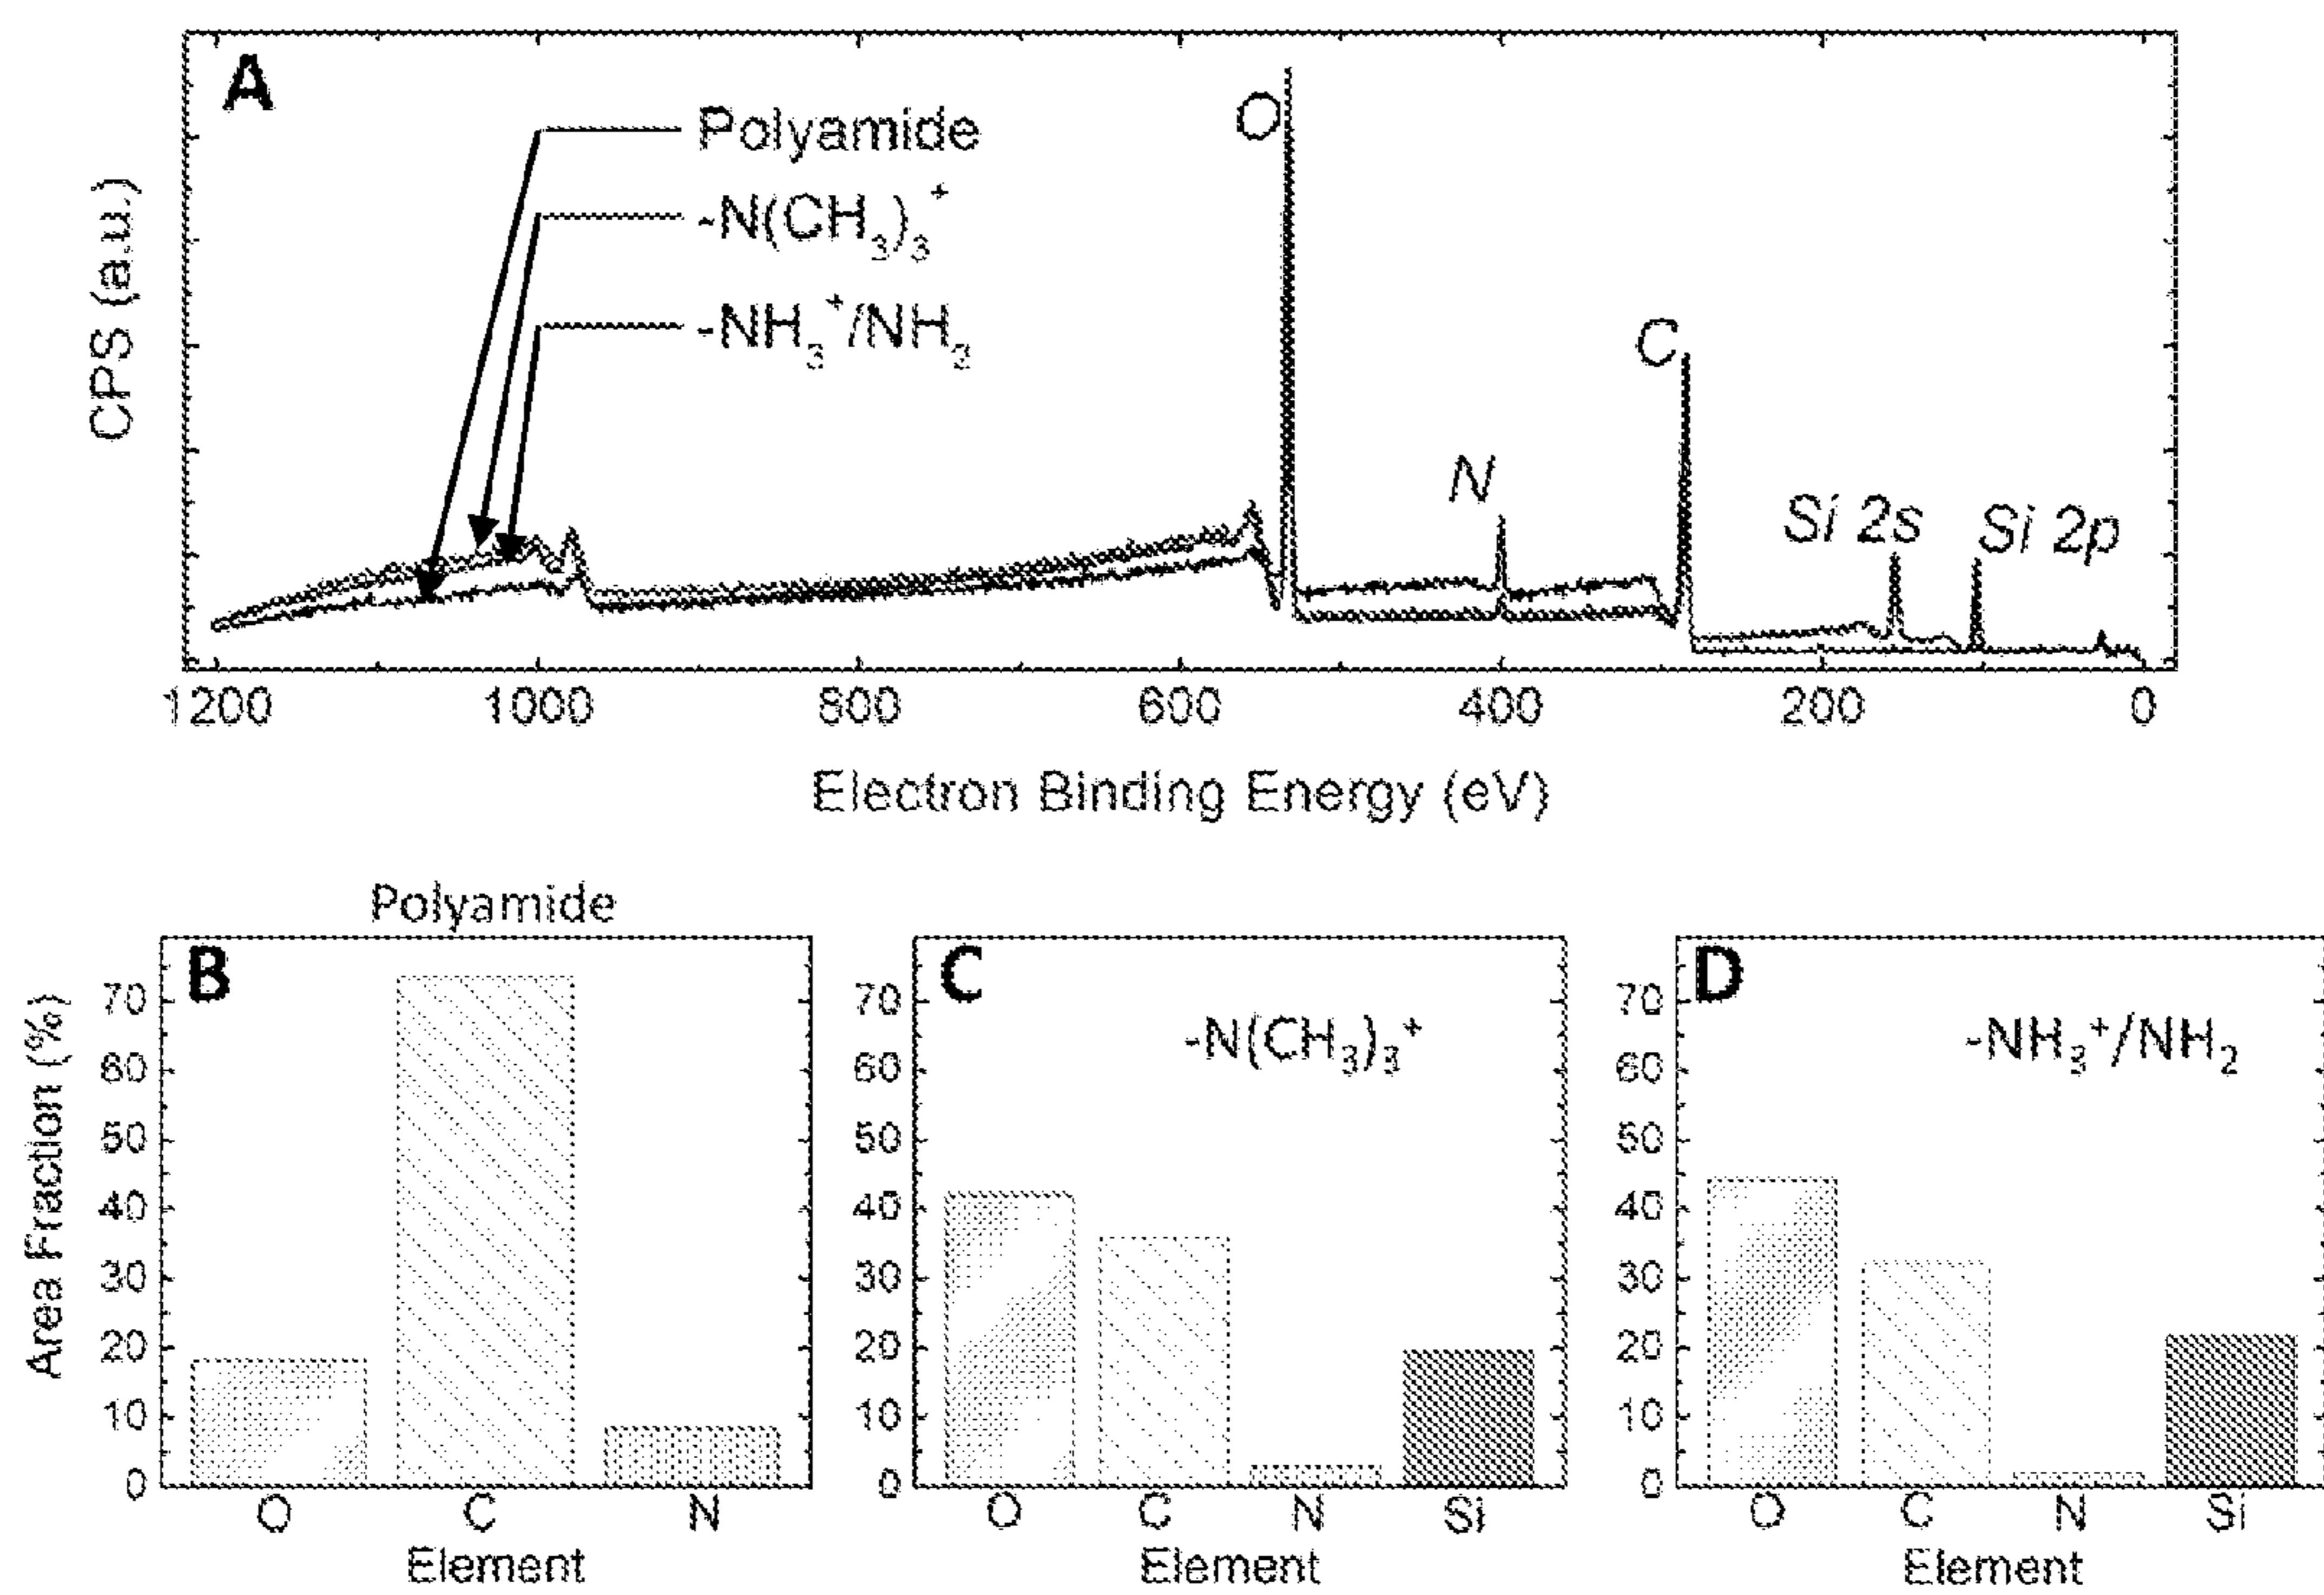 A
Polyamide
-N(CH₃)₃⁺
-NH₃⁺/NH₃
O
C
N
Si 2s
Si 2p
CPS (a.u.)
1200 1000 800 600 400 200 0
Electron Binding Energy (eV)
Polyamide
B
Area Fraction (%)
70
60
50
40
30
20
10
0
O C N
Element
C
-N(CH₃)₃⁺
70
60
50
40
30
20
10
0
O C N Si
Element
D
-NH₃⁺/NH₂
70
60
50
40
30
20
10
0
O C N Si
Element